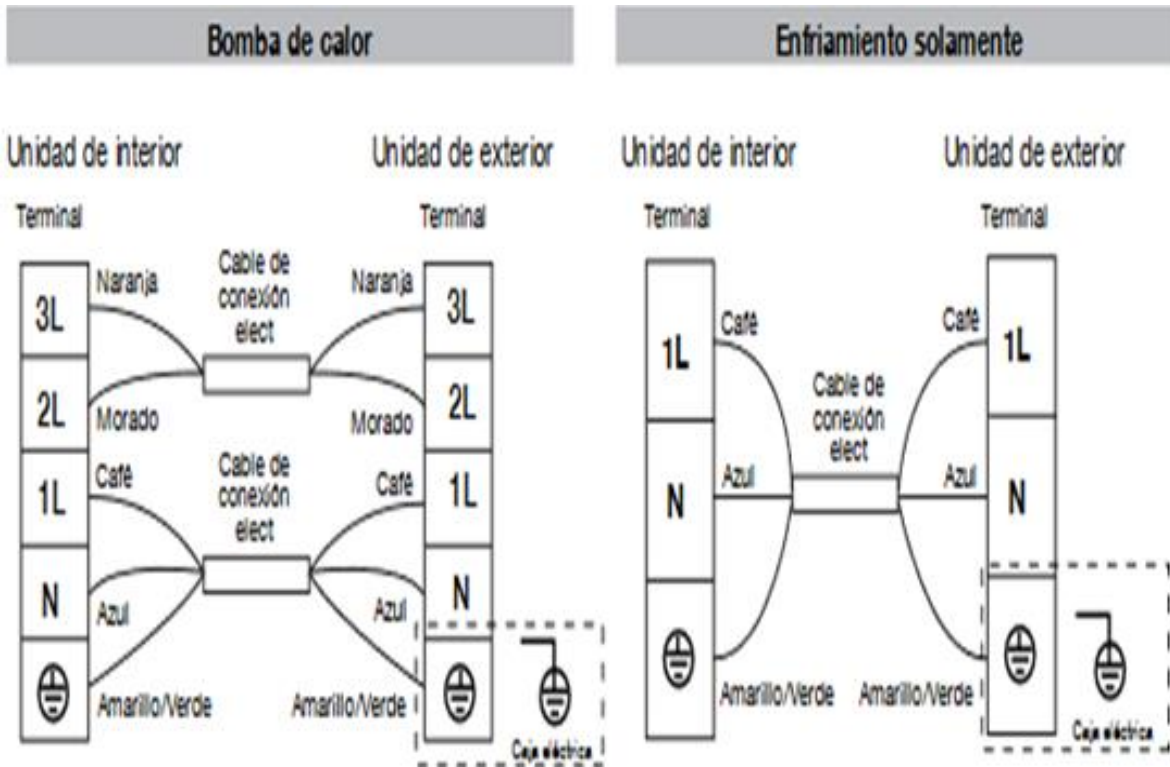 Bomba de calor
Unidad de interior
Unidad de exterior
Terminal
Terminal
3L
2L
1L
N
Naranja
Morado
Café
Azul
Amarillo/Verde
Cable de
conexión
elect
Cable de
conexión
elect
Naranja
Morado
Café
Azul
Amarillo/Verde
3L
2L
1L
N
Caja eléctrica
Enfriamiento solamente
Unidad de interior
Unidad de exterior
Terminal
Terminal
1L
N
Café
Azul
Amarillo/Verde
Cable de
conexión
elect
Café
Azul
Amarillo/Verde
1L
N
Caja eléctrica